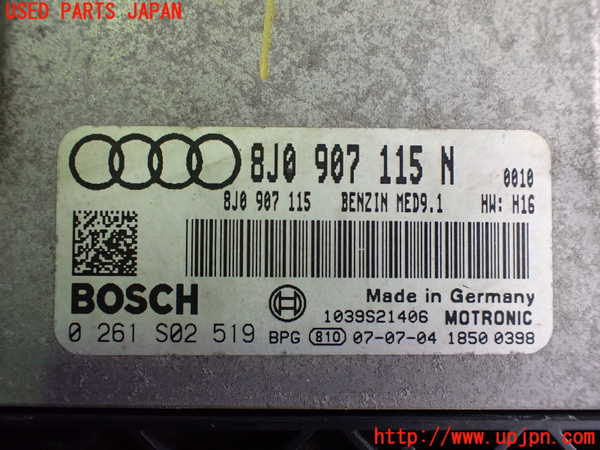 USED PARTS JAPAN
8J0 907 115 N 0010
8J0 907 115 BENZIN MED9.1 HW: H16
BOSCH
Made in Germany
1039S21406 MOTRONIC
0 261 S02 519 BPG 810 07-07-04 1850 0398
http://www.upjpn.com